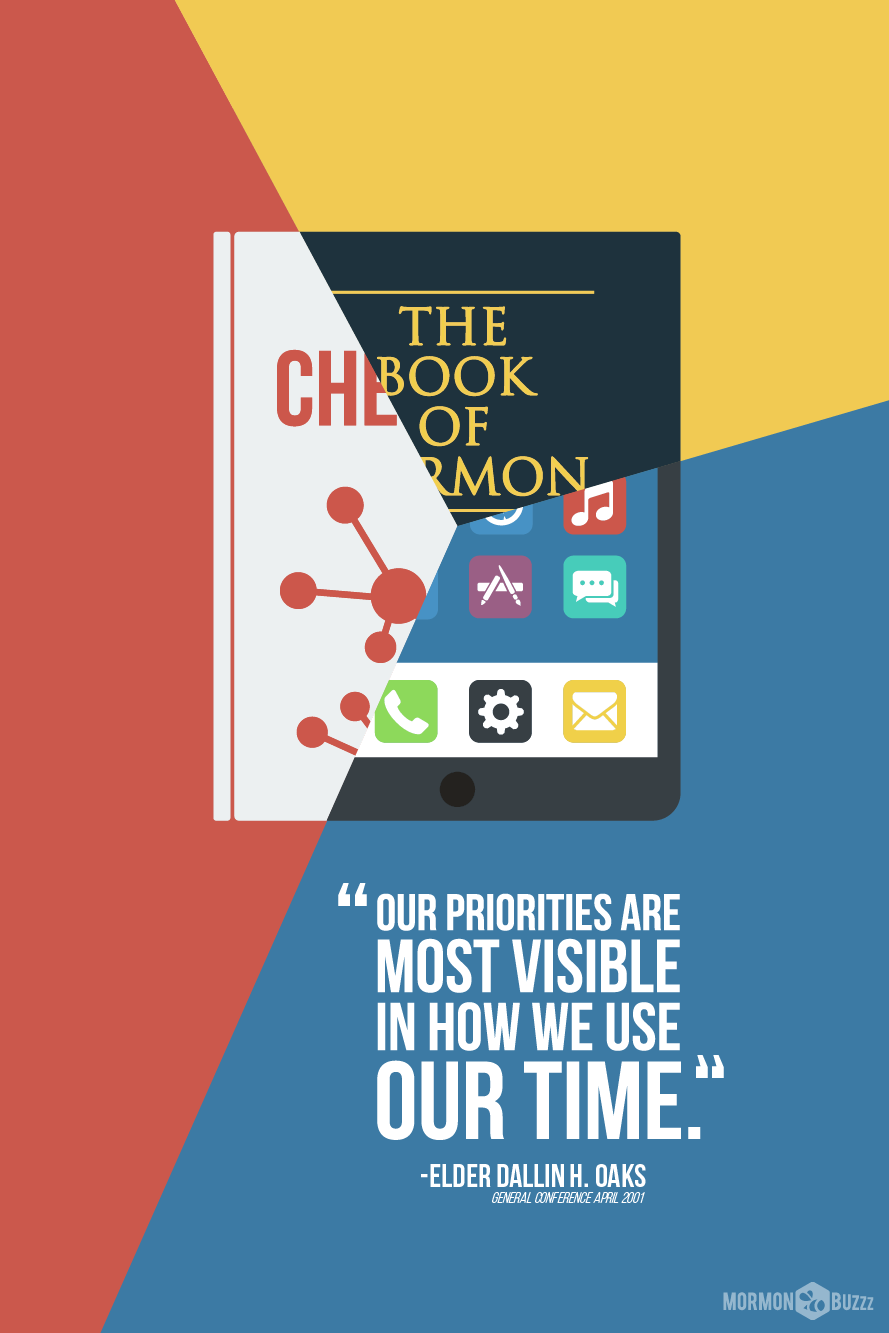 THE
CHE
BOOK
OF
RMON
“OUR PRIORITIES ARE
MOST VISIBLE
IN HOW WE USE
OUR TIME.“
-ELDER DALLIN H. OAKS
GENERAL CONFERENCE APRIL 2001
MORMON BUZZZ